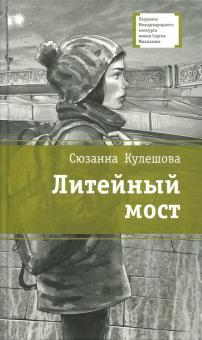 Лауреаты
Международного
конкурса
имени Сергея
Михалкова
Сюзанна Кулешова
Литейный
мост